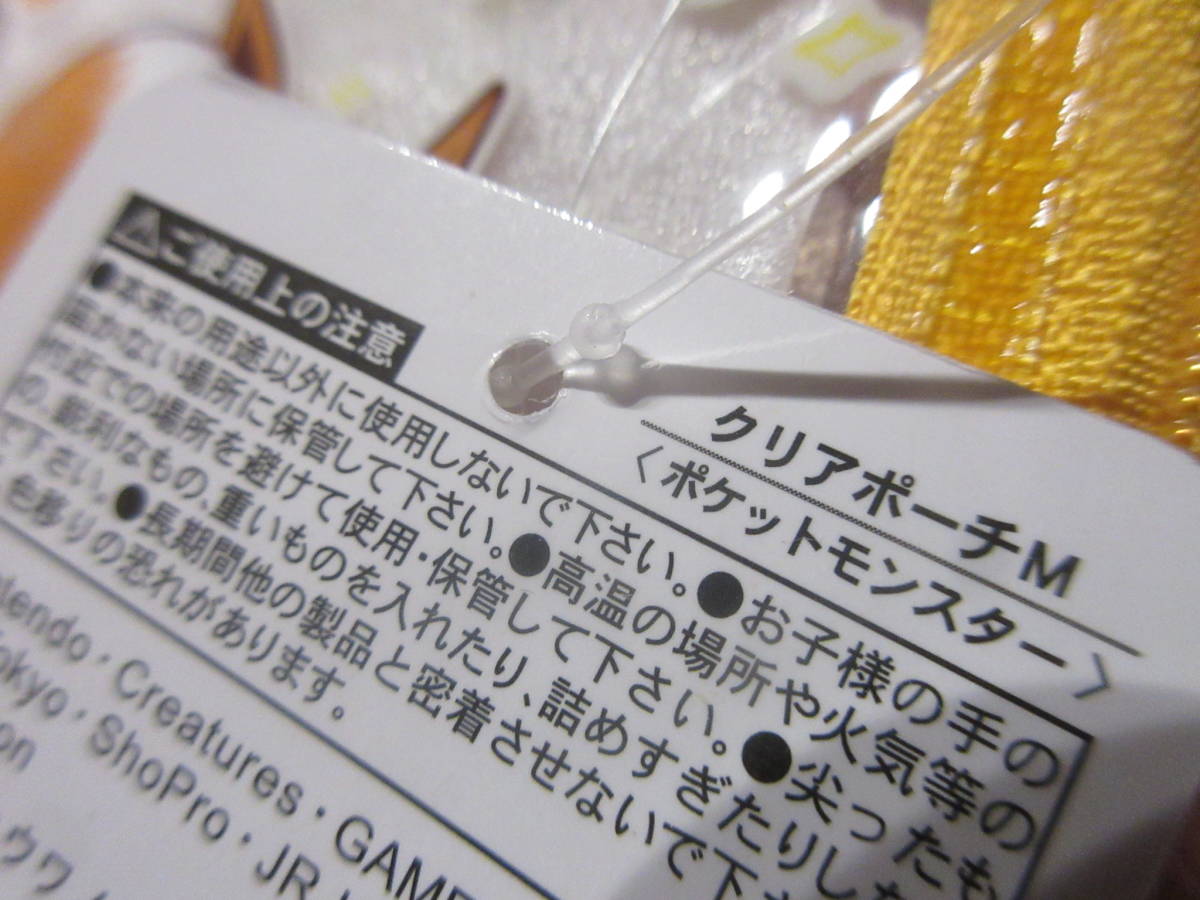 クリアポーチM
〈ポケットモンスター〉
⚠ご使用上の注意
●本来の用途以外に使用しないで下さい。●お子様の手の
届かない場所に保管して下さい。●高温の場所や火気等の
付近での場所を避けて使用・保管して下さい。●尖ったも
の、鋭利なもの、重いものを入れたり、詰めすぎたりしな
で下さい。●長期間他の製品と密着させないで下さ
色移りの恐れがあります。
Creatures・GAME
ShoPro・JR